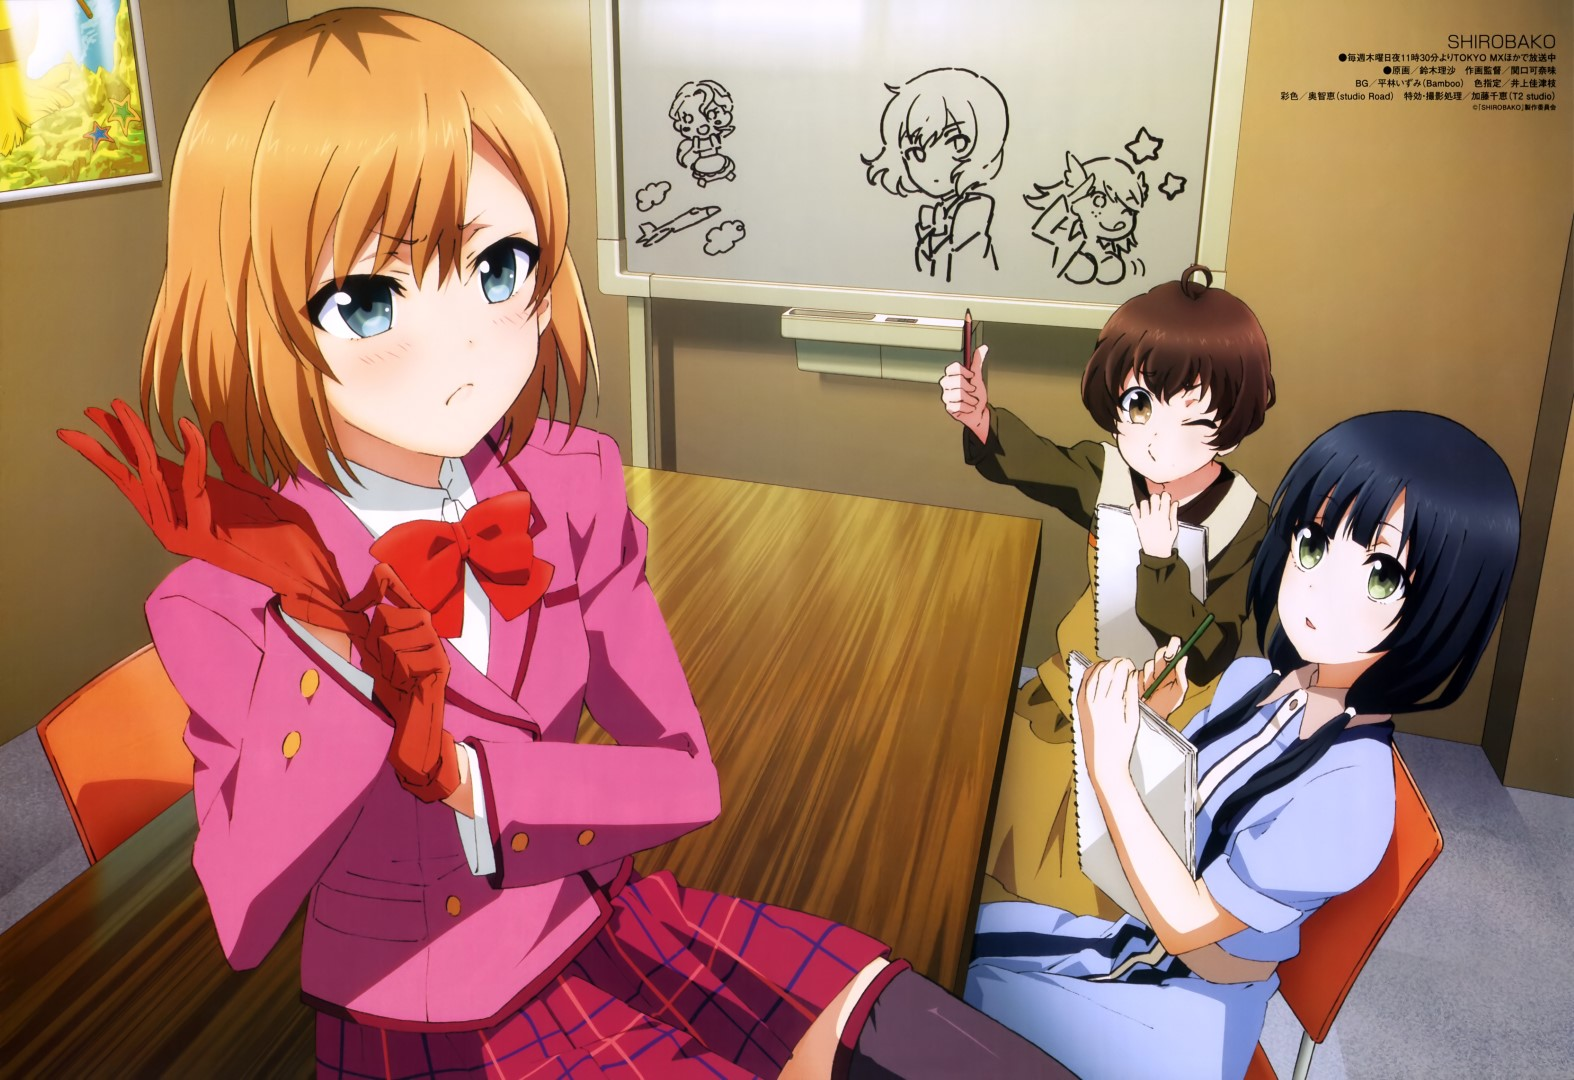 SHIROBAKO
●毎週木曜日夜11時30分よりTOKYO MXほかで放送中
●原画／鈴木理沙　作画監督／関口可奈味
BG／平林いずみ（Bamboo）　色指定／井上佳津枝
彩色／奥智恵（studio Road）　特効・撮影処理／加藤千恵（T2 studio）
©「SHIROBAKO」製作委員会